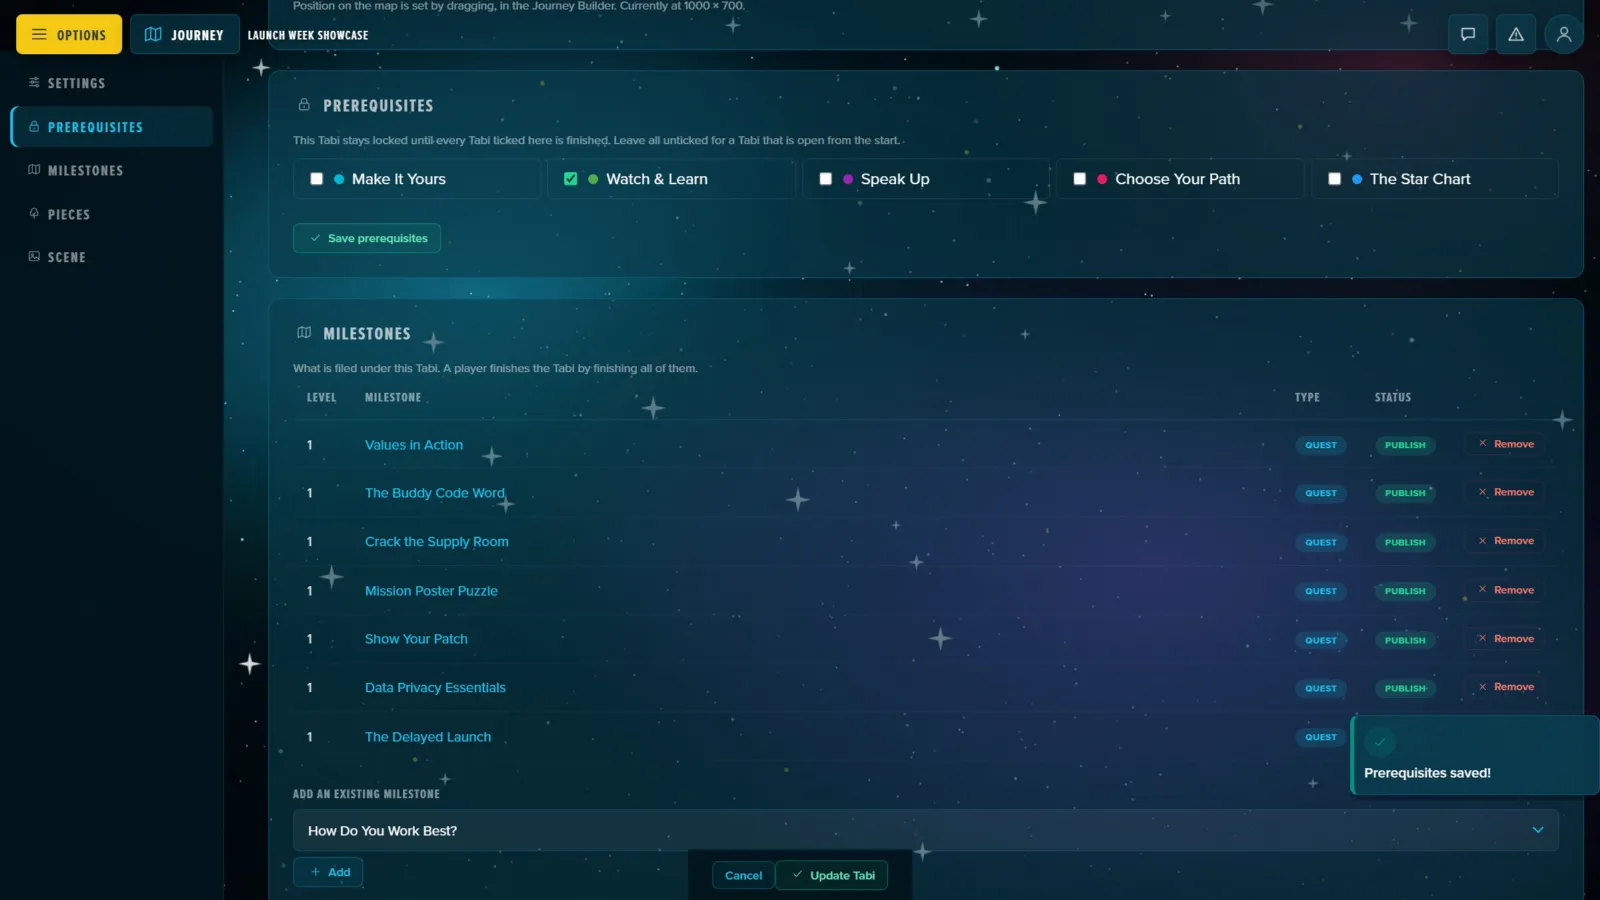 Position on the map is set by dragging, in the Journey Builder. Currently at 1000 × 700.
OPTIONS
JOURNEY
LAUNCH WEEK SHOWCASE
SETTINGS
PREREQUISITES
MILESTONES
PIECES
SCENE
PREREQUISITES
This Tabi stays locked until every Tabi ticked here is finished. Leave all unticked for a Tabi that is open from the start.
Make It Yours
Watch & Learn
Speak Up
Choose Your Path
The Star Chart
Save prerequisites
MILESTONES
What is filed under this Tabi. A player finishes the Tabi by finishing all of them.
LEVEL MILESTONE TYPE STATUS
1 Values in Action QUEST PUBLISH Remove
1 The Buddy Code Word QUEST PUBLISH Remove
1 Crack the Supply Room QUEST PUBLISH Remove
1 Mission Poster Puzzle QUEST PUBLISH Remove
1 Show Your Patch QUEST PUBLISH Remove
1 Data Privacy Essentials QUEST PUBLISH Remove
1 The Delayed Launch QUEST
Prerequisites saved!
ADD AN EXISTING MILESTONE
How Do You Work Best?
+ Add
Cancel
Update Tabi